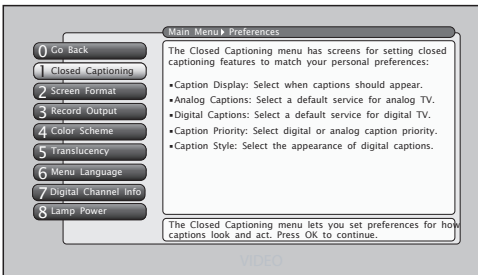 Main Menu▶Preferences
0 Go Back
1 Closed Captioning
2 Screen Format
3 Record Output
4 Color Scheme
5 Translucency
6 Menu Language
7 Digital Channel Info
8 Lamp Power
The Closed Captioning menu has screens for setting closed
captioning features to match your personal preferences:
▪Caption Display: Select when captions should appear.
▪Analog Captions: Select a default service for analog TV.
▪Digital Captions: Select a default service for digital TV.
▪Caption Priority: Select digital or analog caption priority.
▪Caption Style: Select the appearance of digital captions.
The Closed Captioning menu lets you set preferences for how
captions look and act. Press OK to continue.
VIDEO